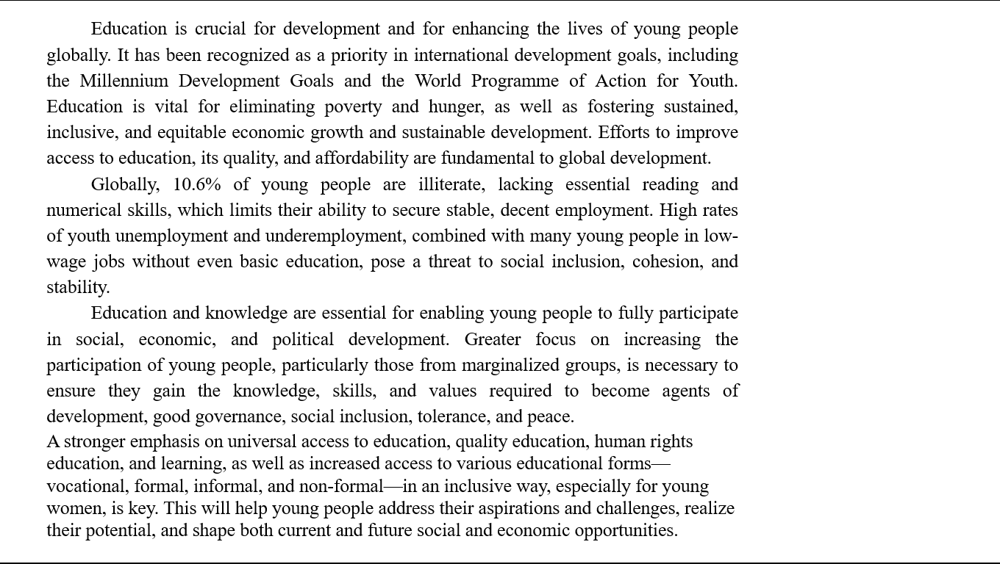 Education is crucial for development and for enhancing the lives of young people
globally. It has been recognized as a priority in international development goals, including
the Millennium Development Goals and the World Programme of Action for Youth.
Education is vital for eliminating poverty and hunger, as well as fostering sustained,
inclusive, and equitable economic growth and sustainable development. Efforts to improve
access to education, its quality, and affordability are fundamental to global development.
Globally, 10.6% of young people are illiterate, lacking essential reading and
numerical skills, which limits their ability to secure stable, decent employment. High rates
of youth unemployment and underemployment, combined with many young people in low-
wage jobs without even basic education, pose a threat to social inclusion, cohesion, and
stability.
Education and knowledge are essential for enabling young people to fully participate
in social, economic, and political development. Greater focus on increasing the
participation of young people, particularly those from marginalized groups, is necessary to
ensure they gain the knowledge, skills, and values required to become agents of
development, good governance, social inclusion, tolerance, and peace.
A stronger emphasis on universal access to education, quality education, human rights
education, and learning, as well as increased access to various educational forms—
vocational, formal, informal, and non-formal—in an inclusive way, especially for young
women, is key. This will help young people address their aspirations and challenges, realize
their potential, and shape both current and future social and economic opportunities.